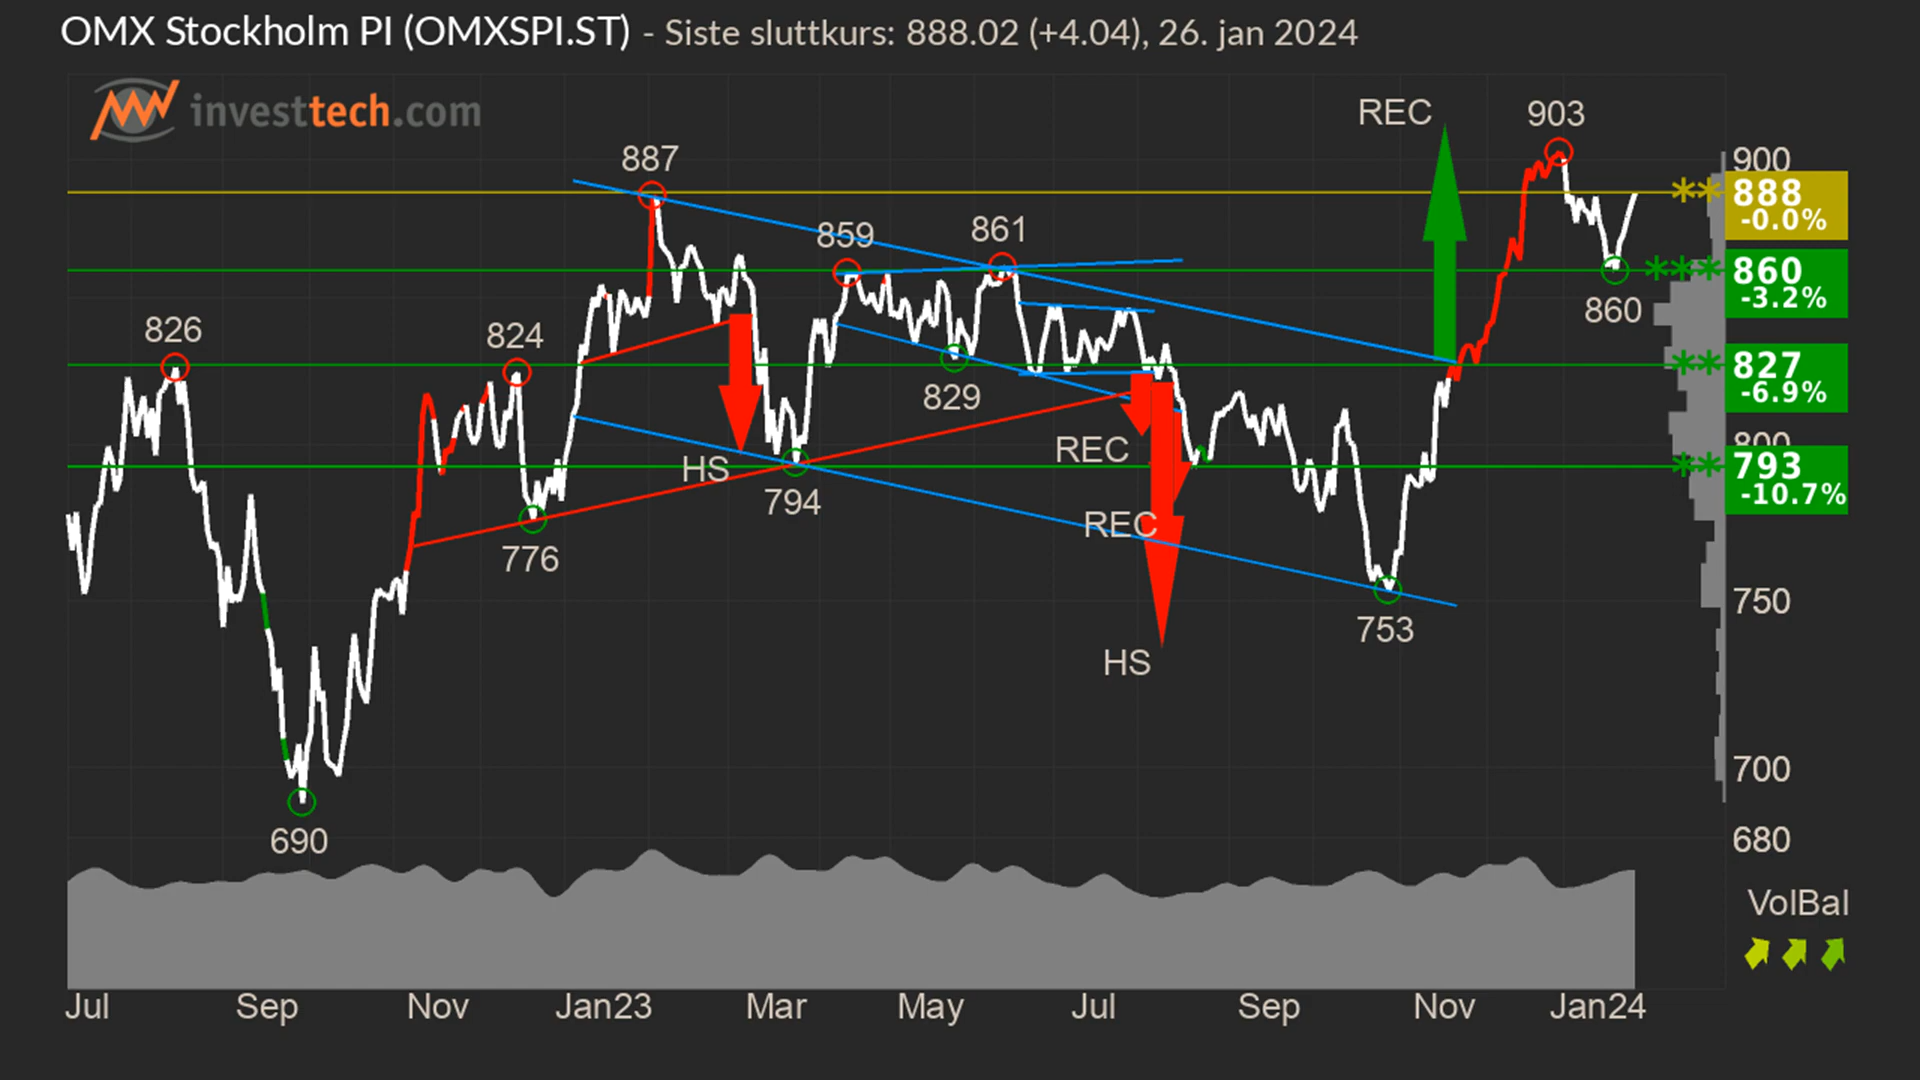 OMX Stockholm PI (OMXSPI.ST) - Siste sluttkurs: 888.02 (+4.04), 26. jan 2024
investtech.com
REC
903
887
900
** 888
-0.0%
859
861
*** 860
-3.2%
860
826
824
** 827
-6.9%
829
REC
800
HS
** 793
-10.7%
794
REC
776
750
753
HS
700
690
680
VolBal
Jul Sep Nov Jan23 Mar May Jul Sep Nov Jan24